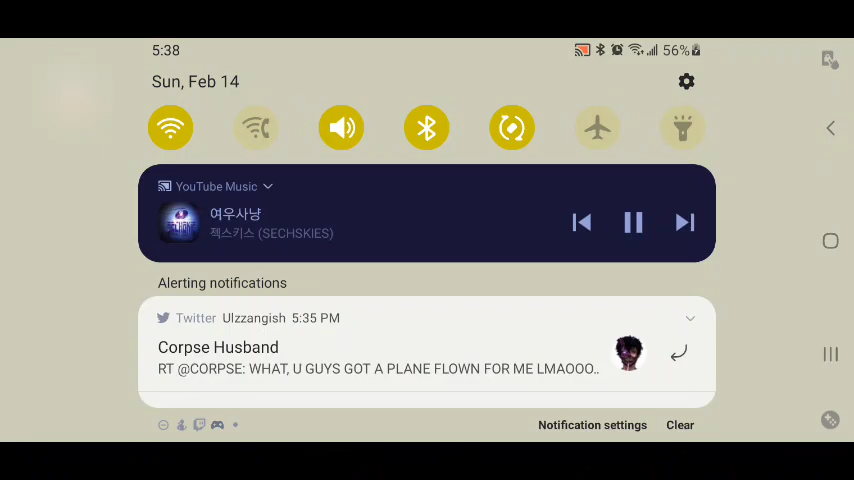 5:38
56%
Sun, Feb 14
YouTube Music
여우사냥
젝스키스 (SECHSKIES)
Alerting notifications
Twitter Ulzzangish 5:35 PM
Corpse Husband
RT @CORPSE: WHAT, U GUYS GOT A PLANE FLOWN FOR ME LMAOOO..
Notification settings Clear